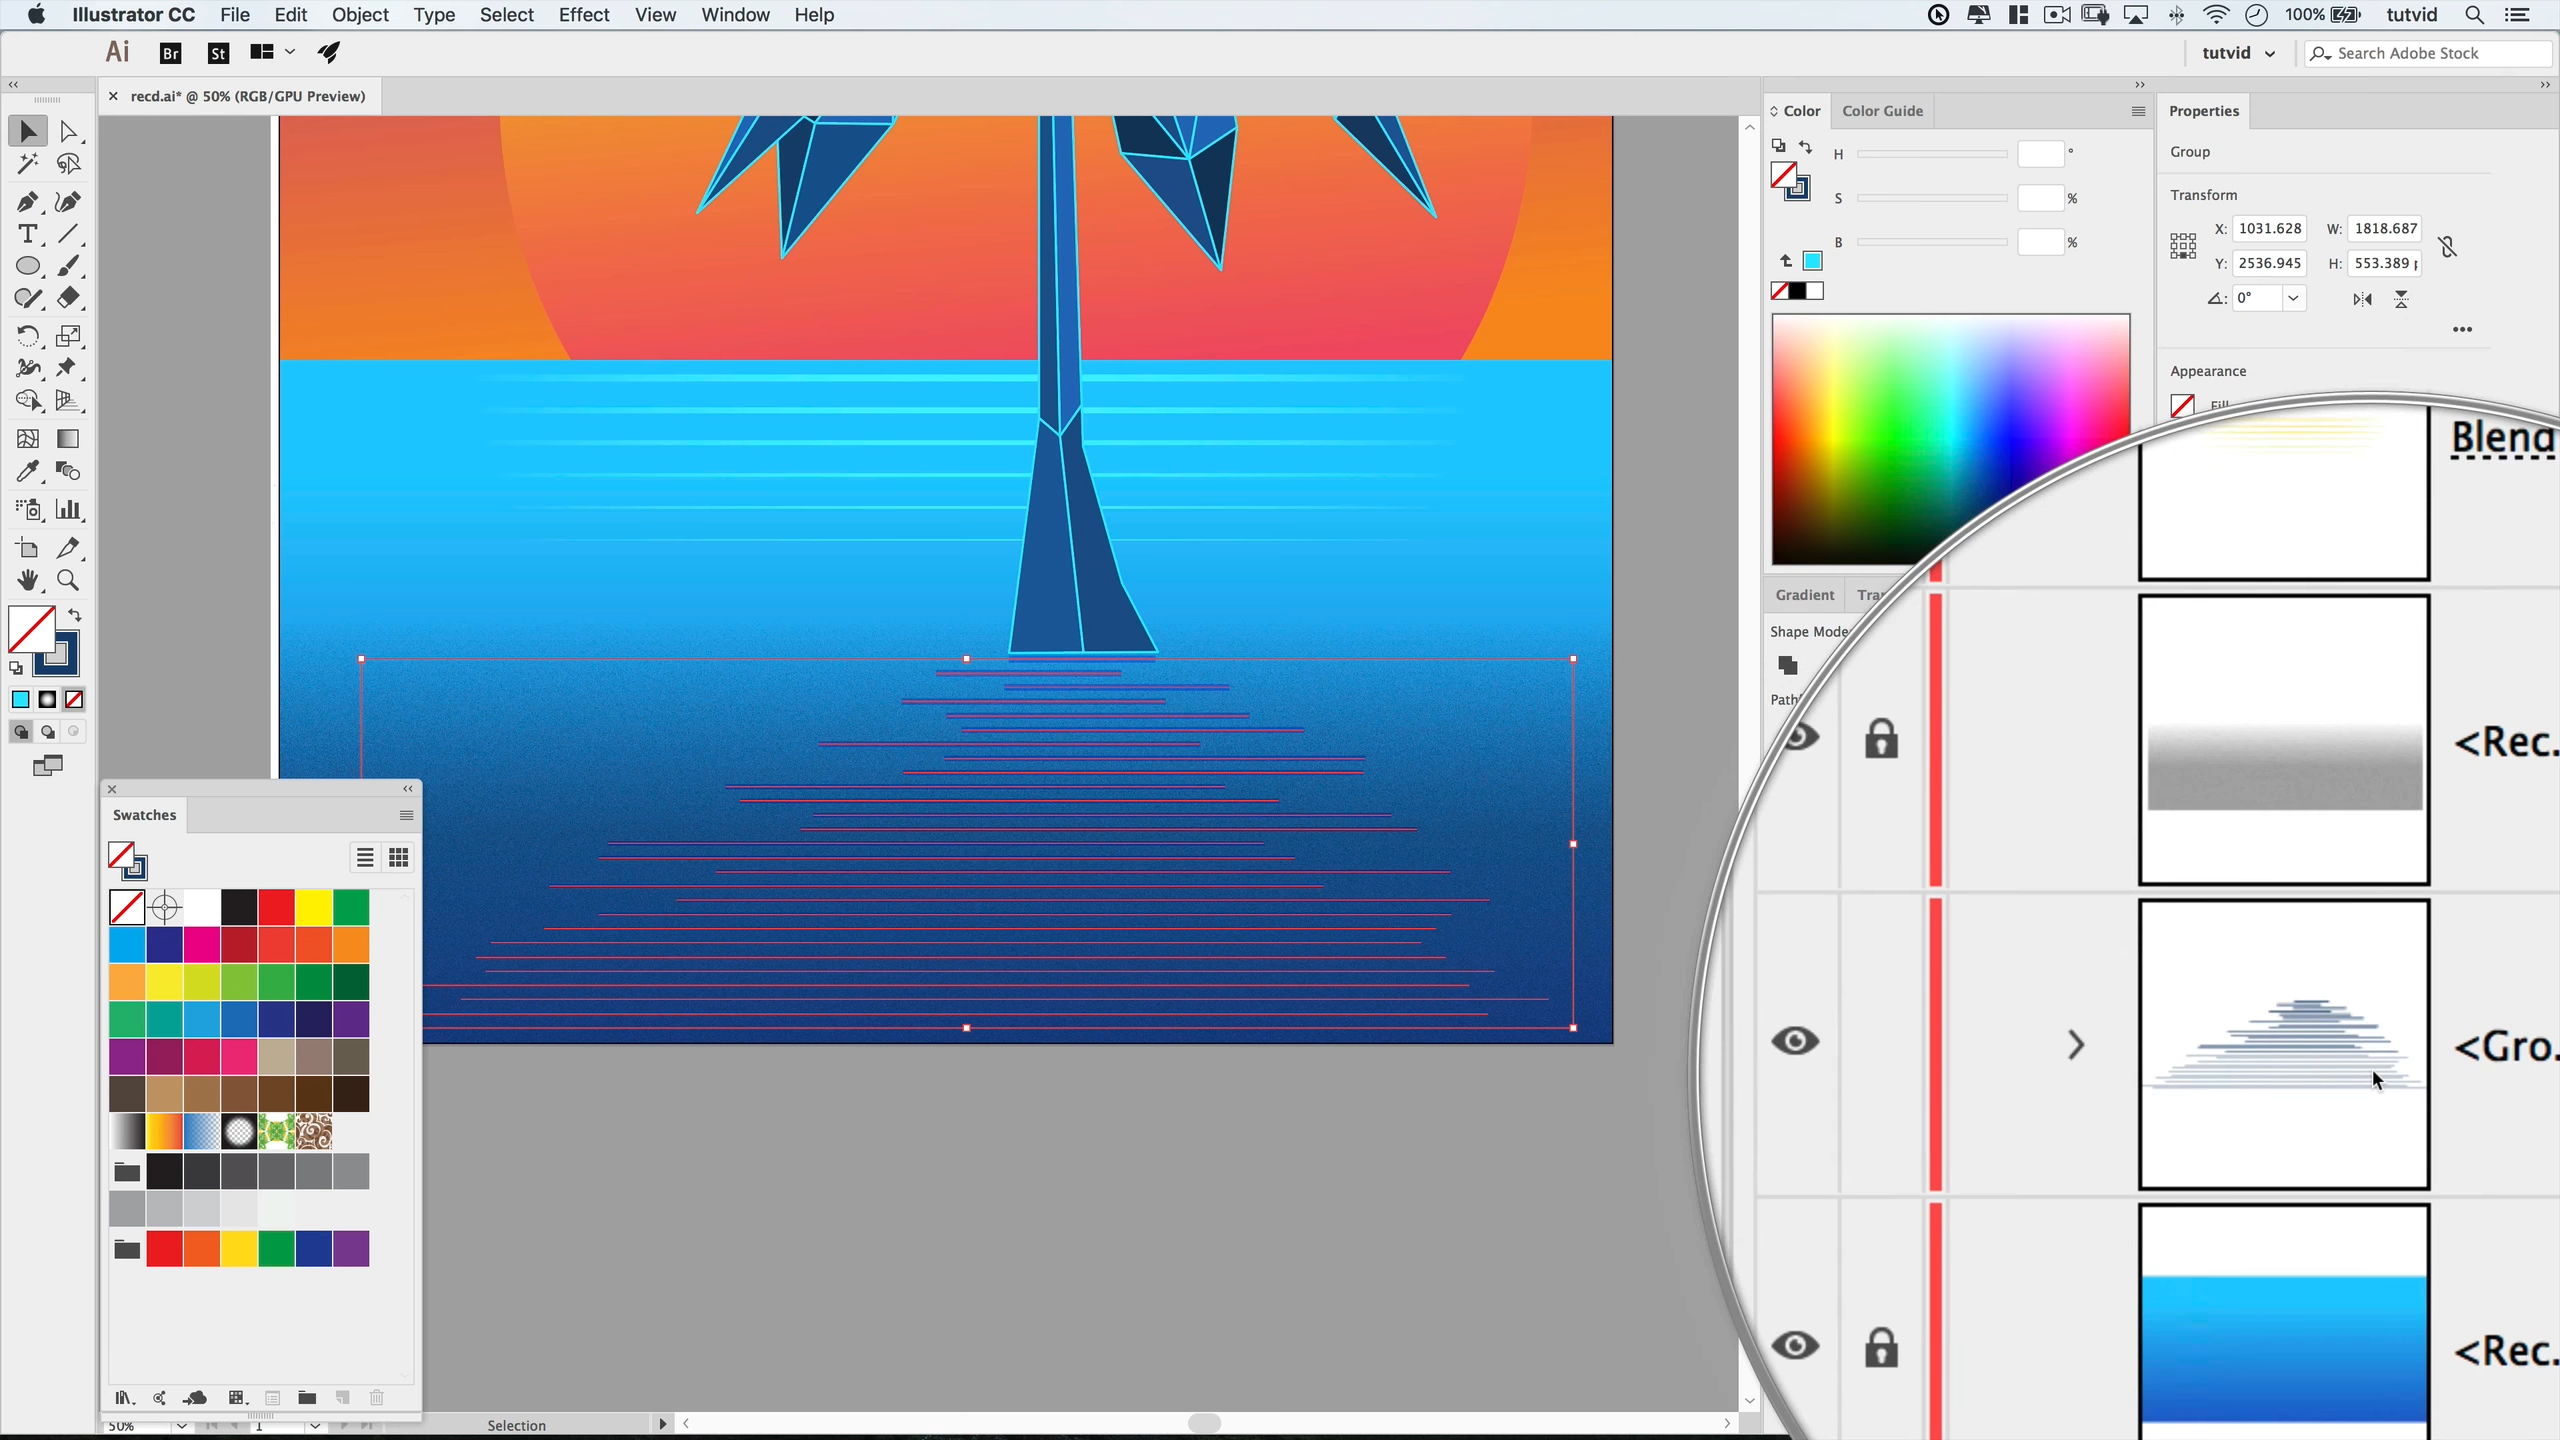 Illustrator CC File Edit Object Type Select Effect View Window Help 100% tutvid
Ai Br St tutvid Search Adobe Stock
recd.ai* @ 50% (RGB/GPU Preview)
Color Color Guide
Properties
Group
H °
S %
B %
Transform
X: 1031.628 W: 1818.687
Y: 2536.945 H: 553.389 p
0°
Appearance
Fill
Blend
Gradient
Shape Mode
<Rec.
<Gro.
<Rec.
Swatches
50% 1 Selection